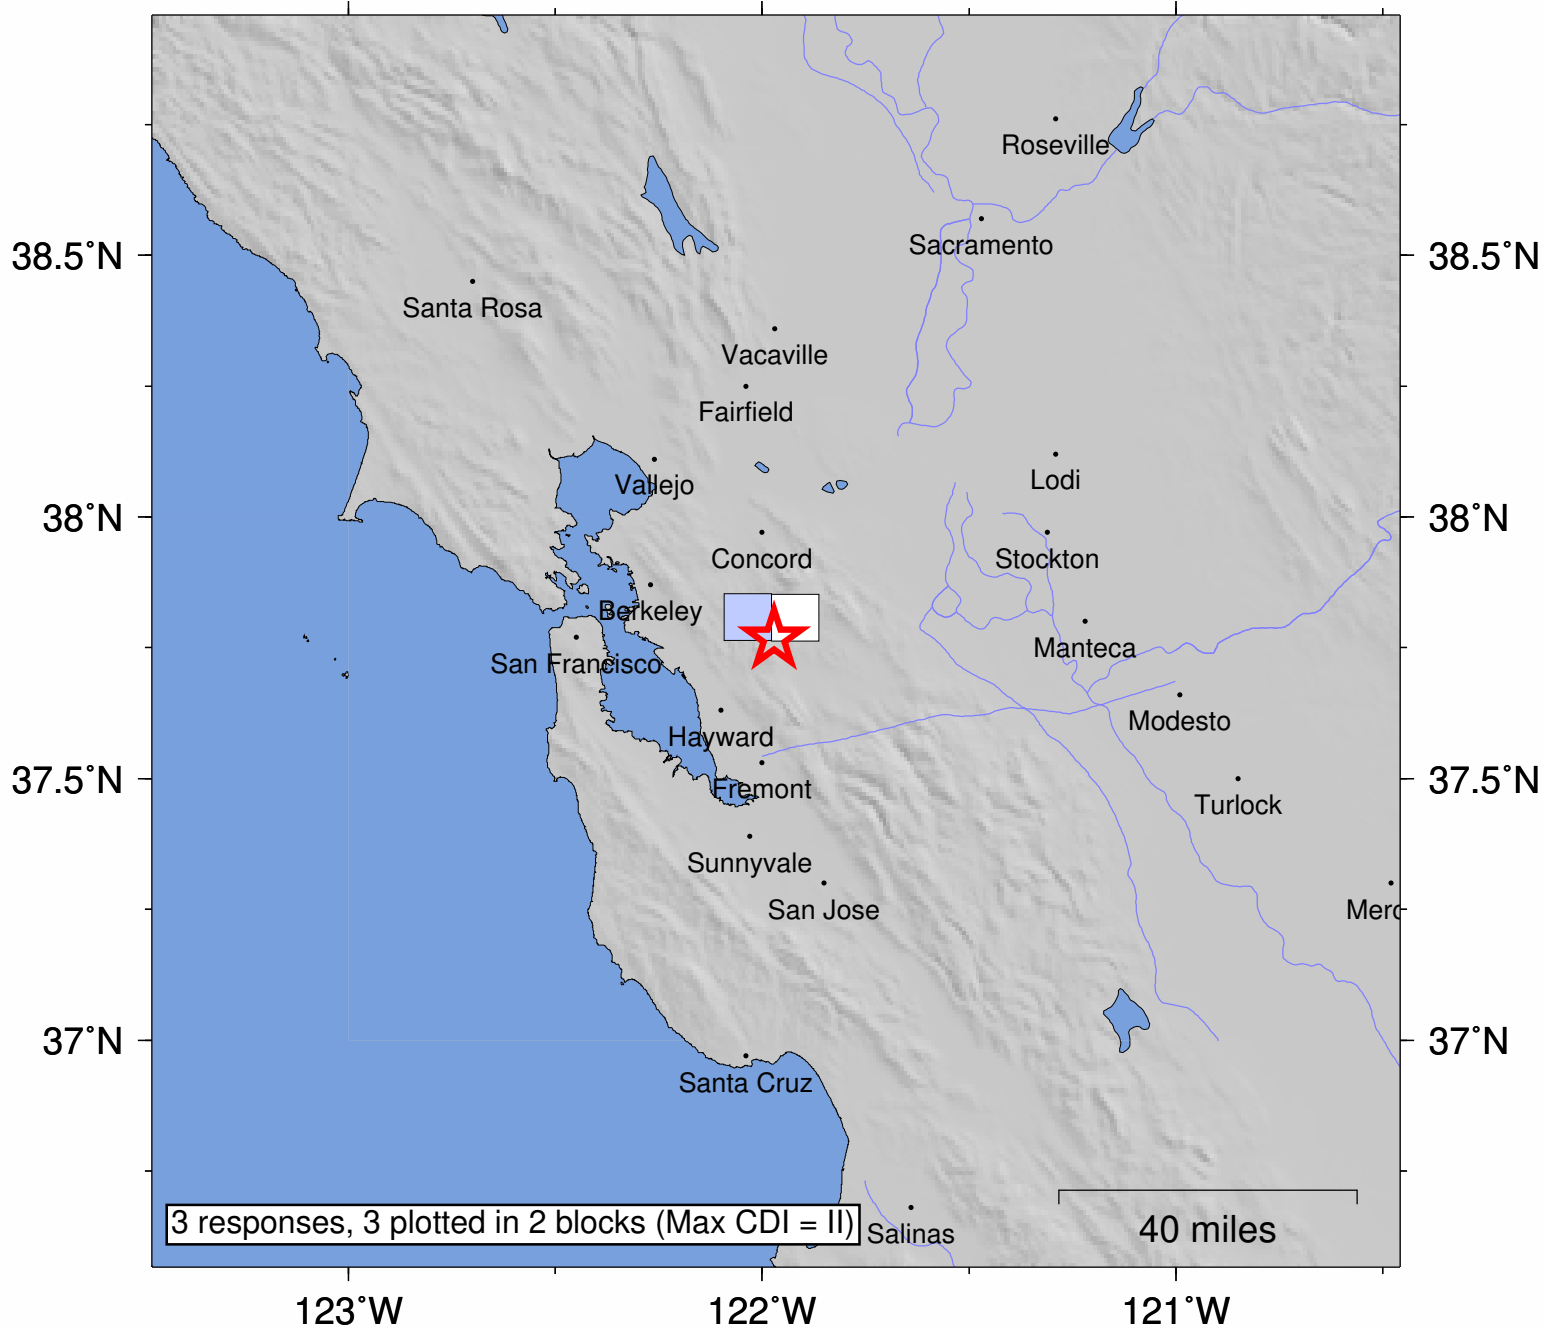 Roseville
38.5°N
Sacramento
38.5°N
Santa Rosa
Vacaville
Fairfield
Vallejo
Lodi
38°N
38°N
Concord
Stockton
Berkeley
Manteca
San Francisco
Modesto
Hayward
37.5°N
Fremont
37.5°N
Turlock
Sunnyvale
San Jose
Merc
37°N
37°N
Santa Cruz
3 responses, 3 plotted in 2 blocks (Max CDI = II)
Salinas
40 miles
123°W
122°W
121°W